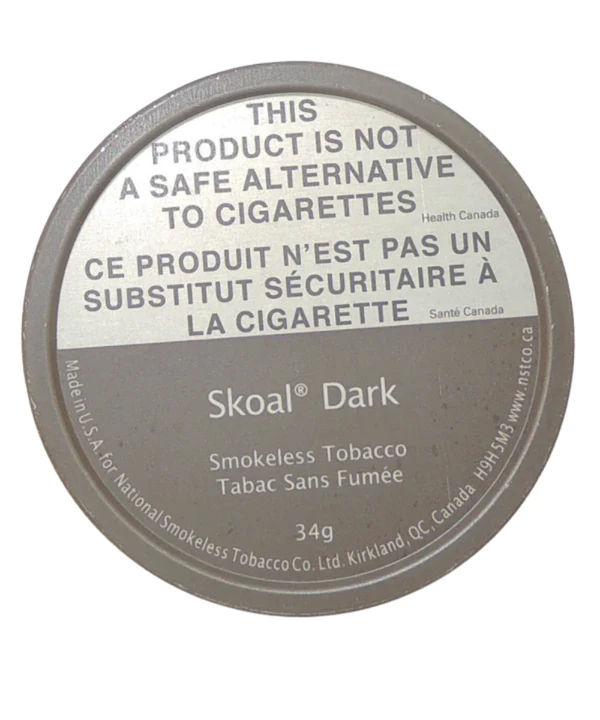 THIS
PRODUCT IS NOT
A SAFE ALTERNATIVE
TO CIGARETTES
Health Canada
CE PRODUIT N'EST PAS UN
SUBSTITUT SÉCURITAIRE À
LA CIGARETTE
Santé Canada
Skoal® Dark
Smokeless Tobacco
Tabac Sans Fumée
34g
Made in U.S.A. for National Smokeless Tobacco Co. Ltd. Kirkland, QC, Canada H9H 5M3 www.nstco.ca